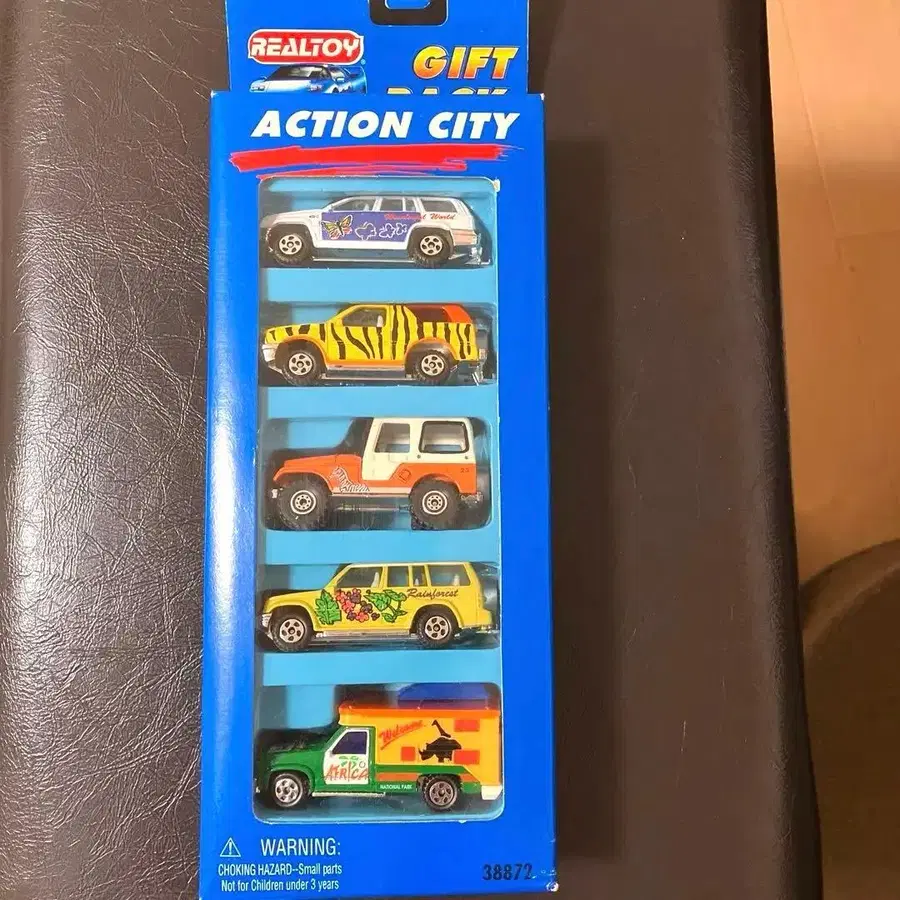 REALTOY
GIFT
PACK
ACTION CITY
World
Rainforest
Welcome
AFRICA
NATIONAL PARK
WARNING:
CHOKING HAZARD--Small parts
Not for Children under 3 years
38872